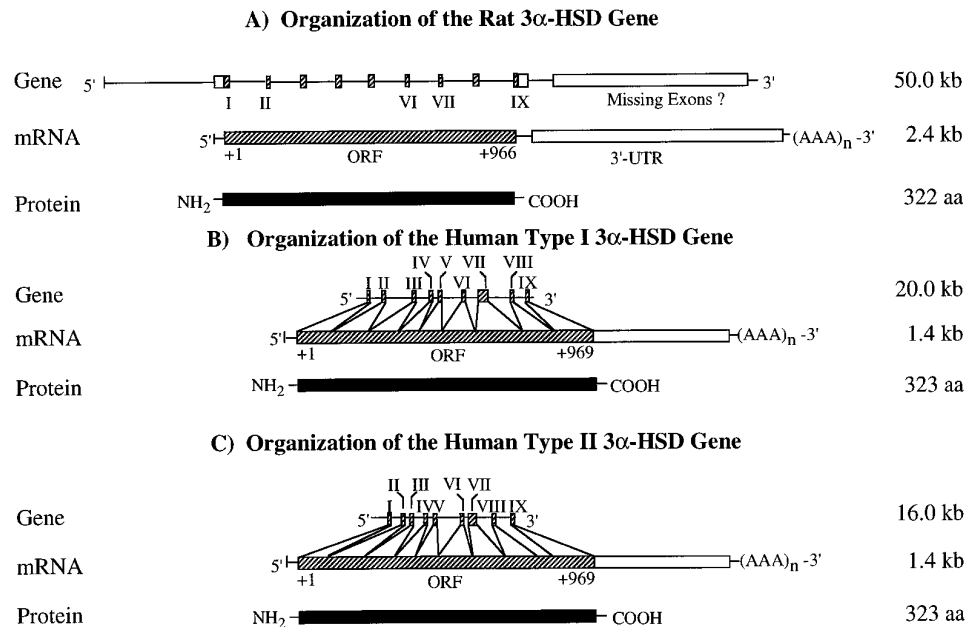 A) Organization of the Rat 3α-HSD Gene
Gene 5' 3' 50.0 kb
I II VI VII IX Missing Exons ?
mRNA 5' (AAA)n -3' 2.4 kb
+1 ORF +966 3'-UTR
Protein NH2 COOH 322 aa
B) Organization of the Human Type I 3α-HSD Gene
IV V VII VIII
I II III VI IX
Gene 5' 3' 20.0 kb
mRNA 5' (AAA)n -3' 1.4 kb
+1 ORF +969
Protein NH2 COOH 323 aa
C) Organization of the Human Type II 3α-HSD Gene
II III VI VII
I IV V VIII IX
Gene 5' 3' 16.0 kb
mRNA 5' (AAA)n -3' 1.4 kb
+1 ORF +969
Protein NH2 COOH 323 aa